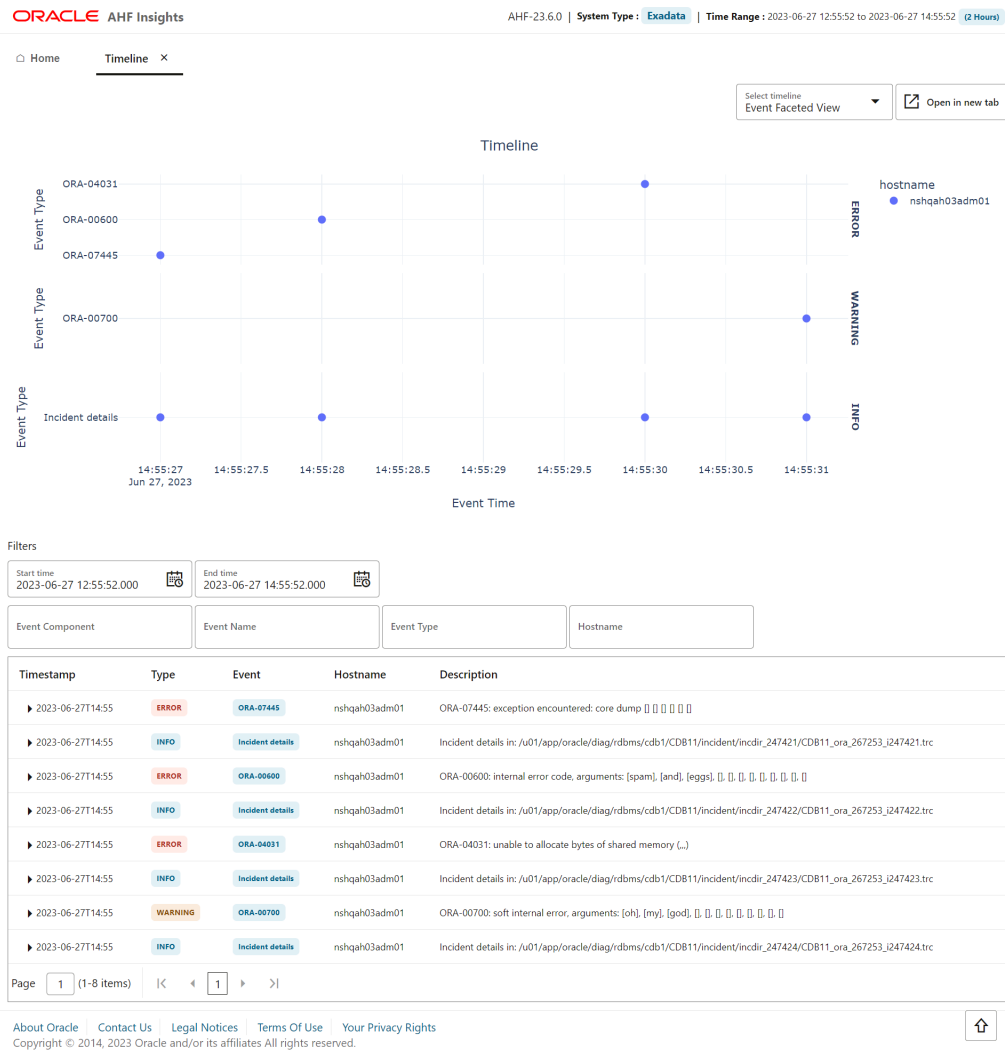 ORACLE AHF Insights AHF-23.6.0 | System Type : Exadata | Time Range : 2023-06-27 12:55:52 to 2023-06-27 14:55:52 (2 Hours)
Home Timeline ✕
Select timeline
Event Faceted View
Open in new tab
Timeline
Event Type
ORA-04031
ORA-00600
ORA-07445
ERROR
hostname
nshqah03adm01
Event Type
ORA-00700
WARNING
Event Type
Incident details
INFO
14:55:27 14:55:27.5 14:55:28 14:55:28.5 14:55:29 14:55:29.5 14:55:30 14:55:30.5 14:55:31
Jun 27, 2023
Event Time
Filters
Start time
2023-06-27 12:55:52.000
End time
2023-06-27 14:55:52.000
Event Component Event Name Event Type Hostname
Timestamp Type Event Hostname Description
2023-06-27T14:55 ERROR ORA-07445 nshqah03adm01 ORA-07445: exception encountered: core dump [] [] [] [] [] []
2023-06-27T14:55 INFO Incident details nshqah03adm01 Incident details in: /u01/app/oracle/diag/rdbms/cdb1/CDB11/incident/incdir_247421/CDB11_ora_267253_i247421.trc
2023-06-27T14:55 ERROR ORA-00600 nshqah03adm01 ORA-00600: internal error code, arguments: [spam], [and], [eggs], [], [], [], [], [], [], [], [], []
2023-06-27T14:55 INFO Incident details nshqah03adm01 Incident details in: /u01/app/oracle/diag/rdbms/cdb1/CDB11/incident/incdir_247422/CDB11_ora_267253_i247422.trc
2023-06-27T14:55 ERROR ORA-04031 nshqah03adm01 ORA-04031: unable to allocate bytes of shared memory (,,,)
2023-06-27T14:55 INFO Incident details nshqah03adm01 Incident details in: /u01/app/oracle/diag/rdbms/cdb1/CDB11/incident/incdir_247423/CDB11_ora_267253_i247423.trc
2023-06-27T14:55 WARNING ORA-00700 nshqah03adm01 ORA-00700: soft internal error, arguments: [oh], [my], [god], [], [], [], [], [], [], [], [], []
2023-06-27T14:55 INFO Incident details nshqah03adm01 Incident details in: /u01/app/oracle/diag/rdbms/cdb1/CDB11/incident/incdir_247424/CDB11_ora_267253_i247424.trc
Page 1 (1-8 items) 1
About Oracle Contact Us Legal Notices Terms Of Use Your Privacy Rights
Copyright © 2014, 2023 Oracle and/or its affiliates All rights reserved.